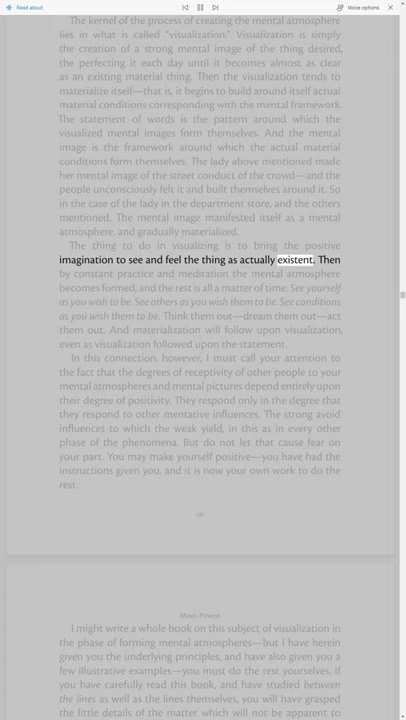 Read aloud
Voice options
The kernel of the process of creating the mental atmosphere
lies in what is called “visualization.” Visualization is simply
the creation of a strong mental image of the thing desired,
the perfecting it each day until it becomes almost as clear
as an existing material thing. Then the visualization tends to
materialize itself—that is, it begins to build around itself actual
material conditions corresponding with the mental framework.
The statement of words is the pattern around which the
visualized mental images form themselves. And the mental
image is the framework around which the actual material
conditions form themselves. The lady above mentioned made
her mental image of the street conduct of the crowd—and the
people unconsciously felt it and built themselves around it. So
in the case of the lady in the department store, and the others
mentioned. The mental image manifested itself as a mental
atmosphere, and gradually materialized.
The thing to do in visualizing is to bring the positive
imagination to see and feel the thing as actually existent. Then
by constant practice and meditation the mental atmosphere
becomes formed, and the rest is all a matter of time. See yourself
as you wish to be. See others as you wish them to be. See conditions
as you wish them to be. Think them out—dream them out—act
them out. And materialization will follow upon visualization,
even as visualization followed upon the statement.
In this connection, however, I must call your attention to
the fact that the degrees of receptivity of other people to your
mental atmospheres and mental pictures depend entirely upon
their degree of positivity. They respond only in the degree that
they respond to other mentative influences. The strong avoid
influences to which the weak yield, in this as in every other
phase of the phenomena. But do not let that cause fear on
your part. You may make yourself positive—you have had the
instructions given you, and it is now your own work to do the
rest.
191
Mind-Power
I might write a whole book on this subject of visualization in
the phase of forming mental atmospheres—but I have herein
given you the underlying principles, and have also given you a
few illustrative examples—you must do the rest yourselves. If
you have carefully read this book, and have studied between
the lines as well as the lines themselves, you will have grasped
the little details of the matter which will not be apparent to